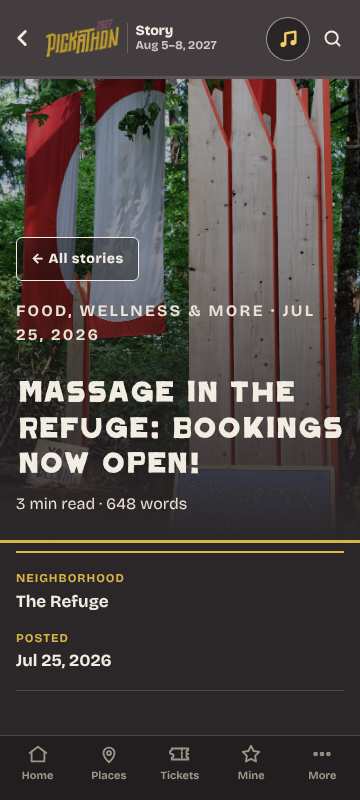 PICKATHON
Story
Aug 5–8, 2027
← All stories
FOOD, WELLNESS & MORE · JUL
25, 2026
MASSAGE IN THE
REFUGE: BOOKINGS
NOW OPEN!
3 min read · 648 words
NEIGHBORHOOD
The Refuge
POSTED
Jul 25, 2026
Home
Places
Tickets
Mine
More